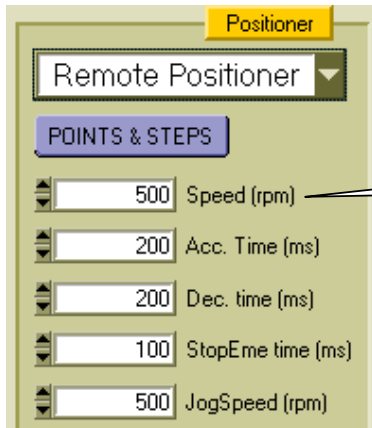 Positioner
Remote Positioner
POINTS & STEPS
500 Speed (rpm)
200 Acc. Time (ms)
200 Dec. time (ms)
100 StopEme time (ms)
500 JogSpeed (rpm)